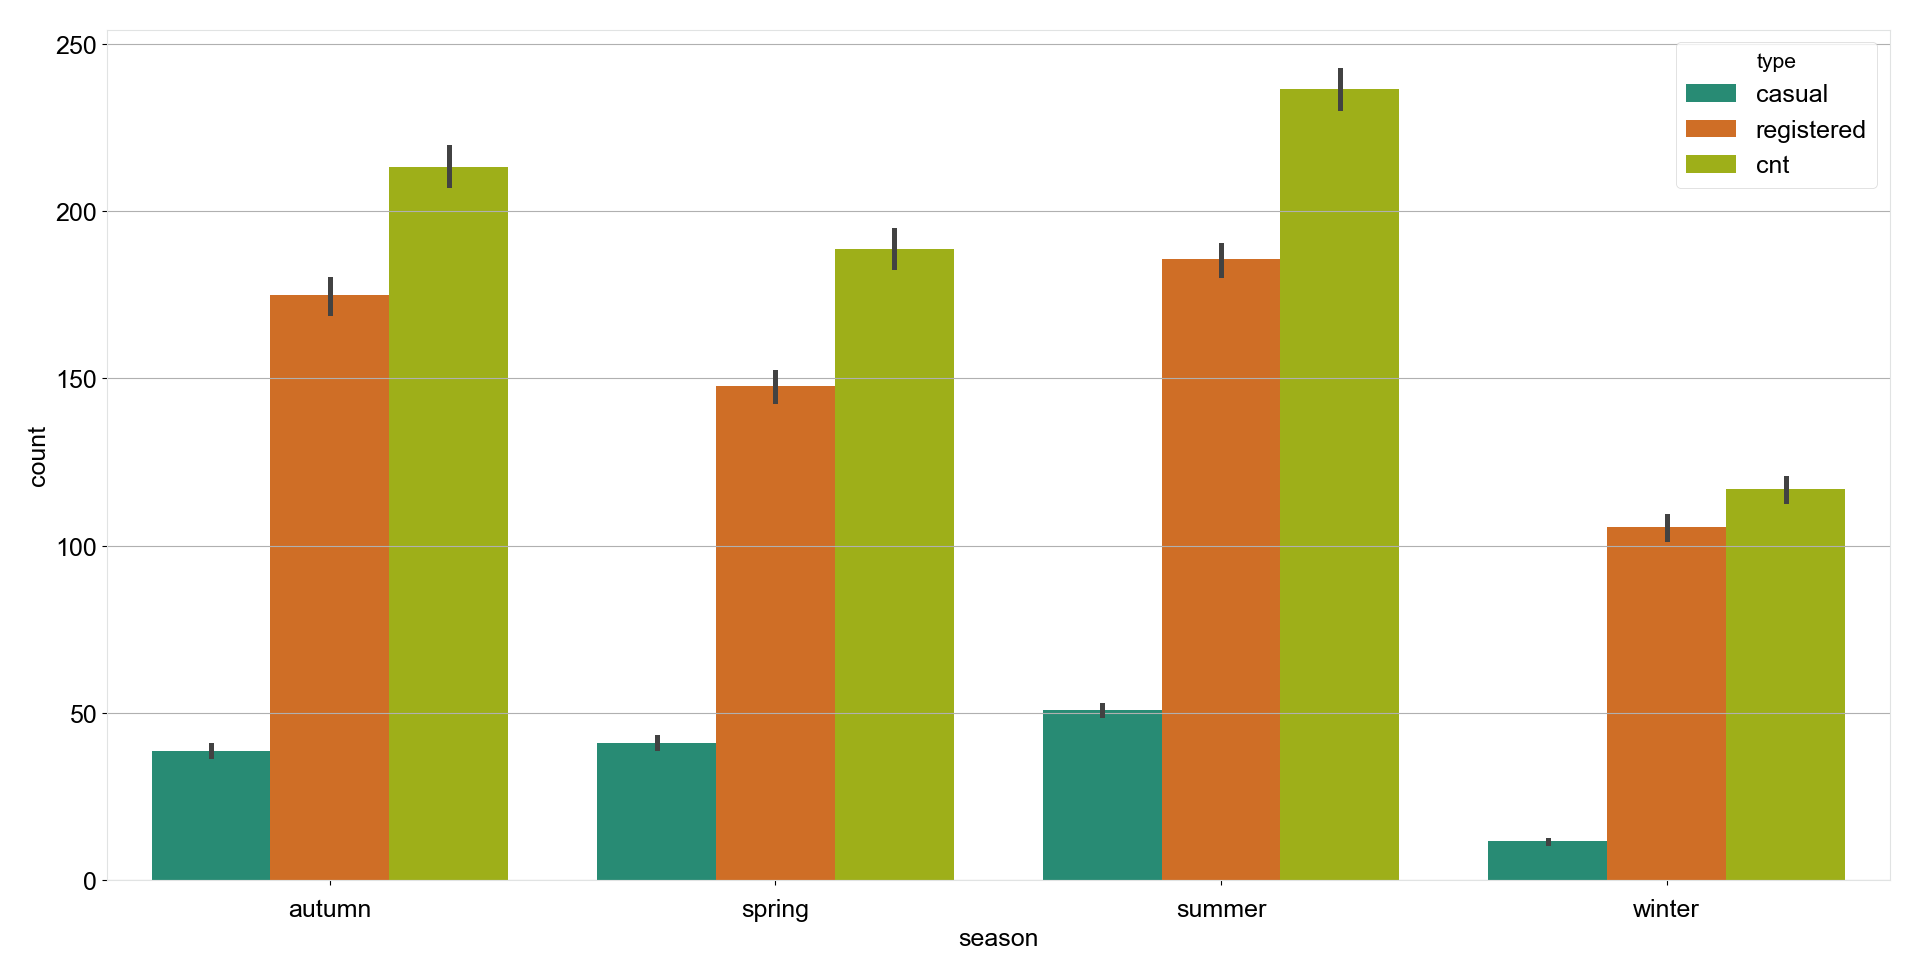 250
200
150
100
50
0
count
autumn
spring
summer
winter
season
type
casual
registered
cnt